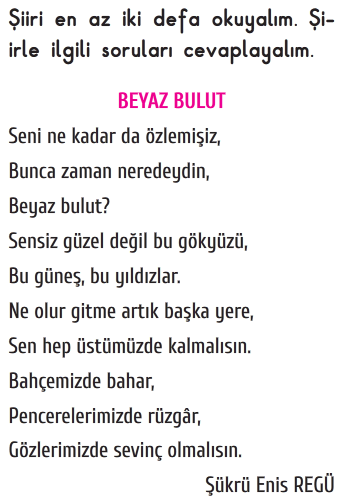 Şiiri en az iki defa okuyalım. Şi-
irle ilgili soruları cevaplayalım.
BEYAZ BULUT
Seni ne kadar da özlemişiz,
Bunca zaman neredeydin,
Beyaz bulut?
Sensiz güzel değil bu gökyüzü,
Bu güneş, bu yıldızlar.
Ne olur gitme artık başka yere,
Sen hep üstümüzde kalmalısın.
Bahçemizde bahar,
Pencerelerimizde rüzgâr,
Gözlerimizde sevinç olmalısın.
Şükrü Enis REGÜ